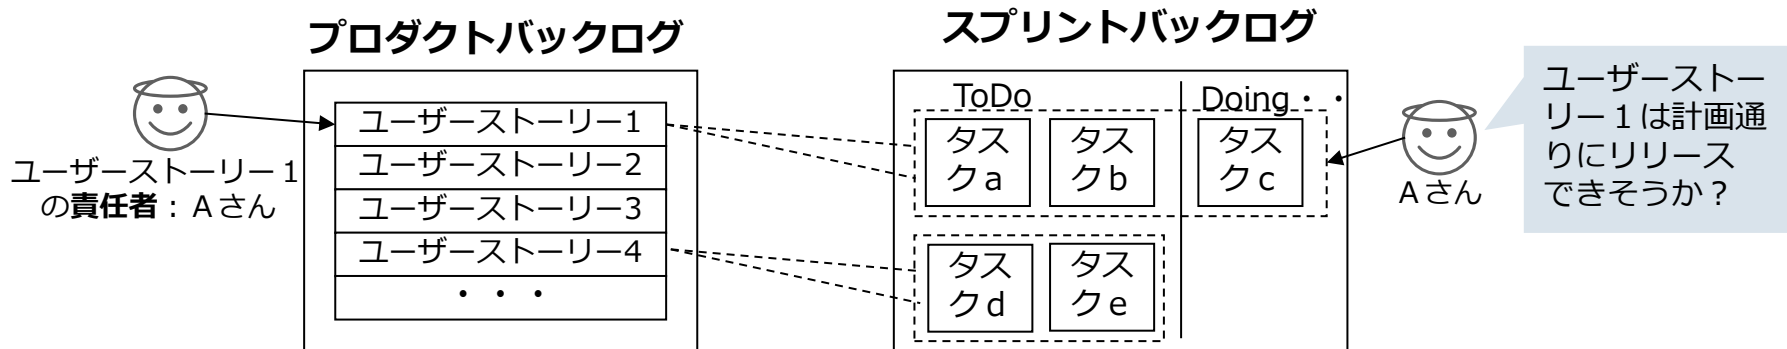 プロダクトバックログ
スプリントバックログ
ユーザーストーリー１
の責任者：Ａさん
ユーザーストーリー1
ユーザーストーリー2
ユーザーストーリー3
ユーザーストーリー4
・・・
ToDo
Doing・・
タス
クa
タス
クb
タス
クc
タス
クd
タス
クe
Ａさん
ユーザーストー
リー１は計画通
りにリリース
できそうか？